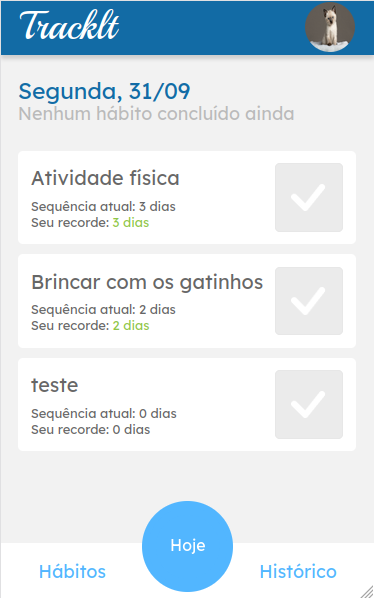 TrackIt
Segunda, 31/09
Nenhum hábito concluído ainda
Atividade física
Sequência atual: 3 dias
Seu recorde: 3 dias
Brincar com os gatinhos
Sequência atual: 2 dias
Seu recorde: 2 dias
teste
Sequência atual: 0 dias
Seu recorde: 0 dias
Hábitos
Hoje
Histórico